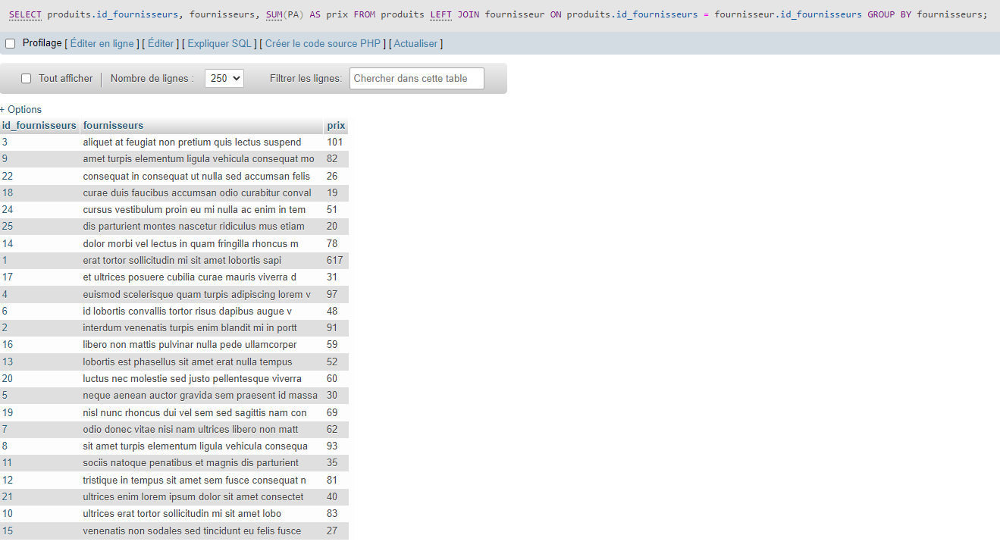 SELECT produits.id_fournisseurs, fournisseurs, SUM(PA) AS prix FROM produits LEFT JOIN fournisseur ON produits.id_fournisseurs = fournisseur.id_fournisseurs GROUP BY fournisseurs;
Profilage [ Éditer en ligne ] [ Éditer ] [ Expliquer SQL ] [ Créer le code source PHP ] [ Actualiser ]
Tout afficher Nombre de lignes : 250 Filtrer les lignes: Chercher dans cette table
+ Options
id_fournisseurs fournisseurs prix
3 aliquet at feugiat non pretium quis lectus suspend 101
9 amet turpis elementum ligula vehicula consequat mo 82
22 consequat in consequat ut nulla sed accumsan felis 26
18 curae duis faucibus accumsan odio curabitur conval 19
24 cursus vestibulum proin eu mi nulla ac enim in tem 51
25 dis parturient montes nascetur ridiculus mus etiam 20
14 dolor morbi vel lectus in quam fringilla rhoncus m 78
1 erat tortor sollicitudin mi sit amet lobortis sapi 617
17 et ultrices posuere cubilia curae mauris viverra d 31
4 euismod scelerisque quam turpis adipiscing lorem v 97
6 id lobortis convallis tortor risus dapibus augue v 48
2 interdum venenatis turpis enim blandit mi in portt 91
16 libero non mattis pulvinar nulla pede ullamcorper 59
13 lobortis est phasellus sit amet erat nulla tempus 52
20 luctus nec molestie sed justo pellentesque viverra 60
5 neque aenean auctor gravida sem praesent id massa 30
19 nisl nunc rhoncus dui vel sem sed sagittis nam con 69
7 odio donec vitae nisi nam ultrices libero non matt 62
8 sit amet turpis elementum ligula vehicula consequa 93
11 sociis natoque penatibus et magnis dis parturient 35
12 tristique in tempus sit amet sem fusce consequat n 81
21 ultrices enim lorem ipsum dolor sit amet consectet 40
10 ultrices erat tortor sollicitudin mi sit amet lobo 83
15 venenatis non sodales sed tincidunt eu felis fusce 27